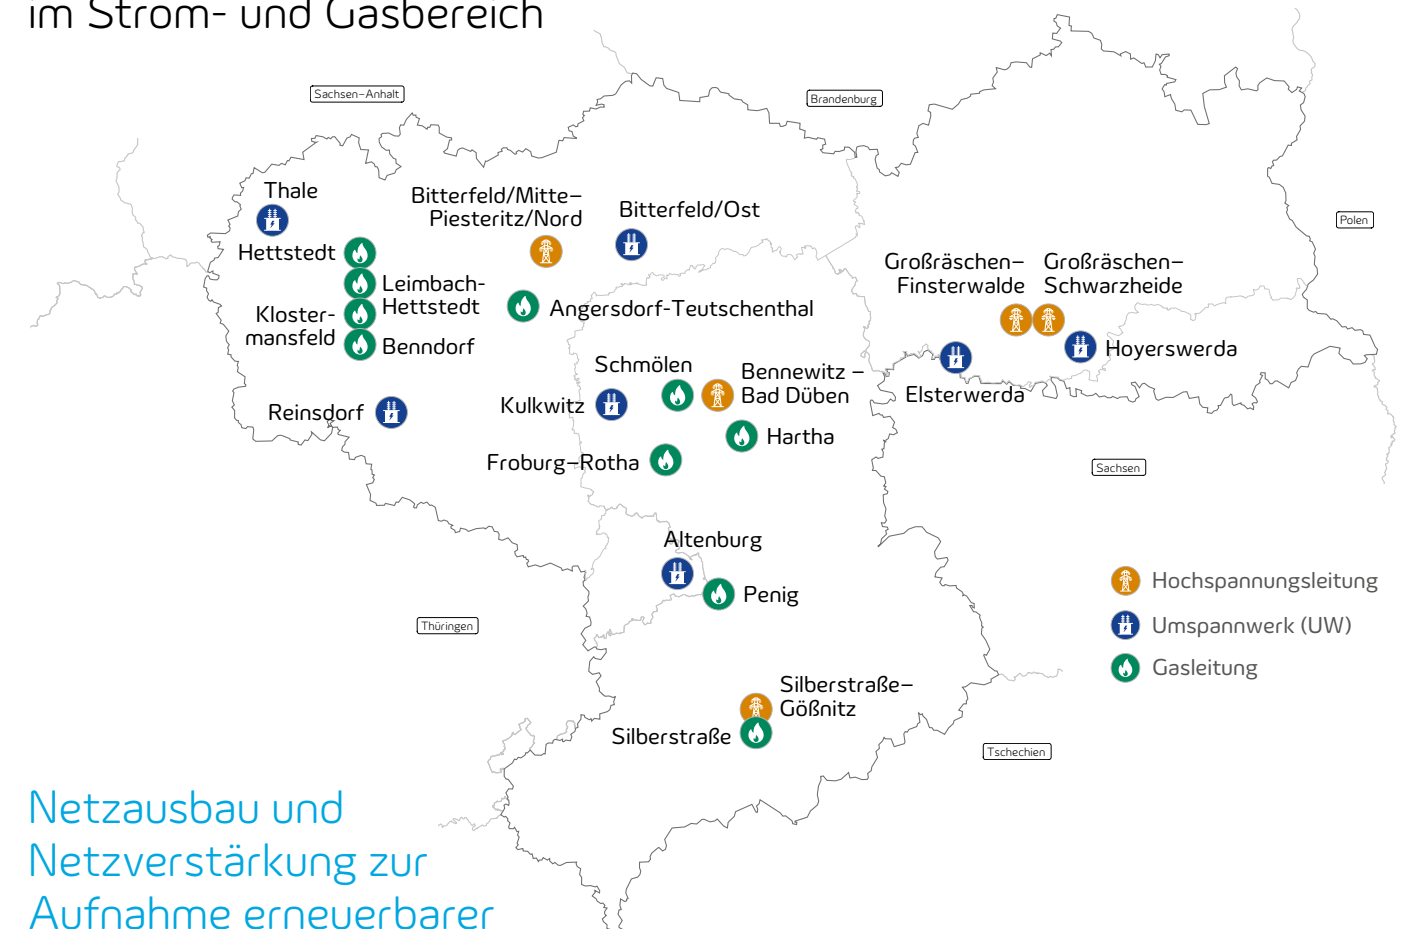 im Strom- und Gasbereich
Sachsen-Anhalt
Brandenburg
Polen
Thale
Bitterfeld/Mitte–
Piesteritz/Nord
Bitterfeld/Ost
Hettstedt
Leimbach-
Hettstedt
Kloster-
mansfeld
Benndorf
Angersdorf-Teutschenthal
Großräschen–
Finsterwalde
Großräschen–
Schwarzheide
Hoyerswerda
Elsterwerda
Schmölen
Bennewitz –
Bad Düben
Kulkwitz
Reinsdorf
Hartha
Froburg–Rotha
Sachsen
Altenburg
Penig
Thüringen
Hochspannungsleitung
Umspannwerk (UW)
Gasleitung
Silberstraße–
Gößnitz
Silberstraße
Tschechien
Netzausbau und
Netzverstärkung zur
Aufnahme erneuerbarer